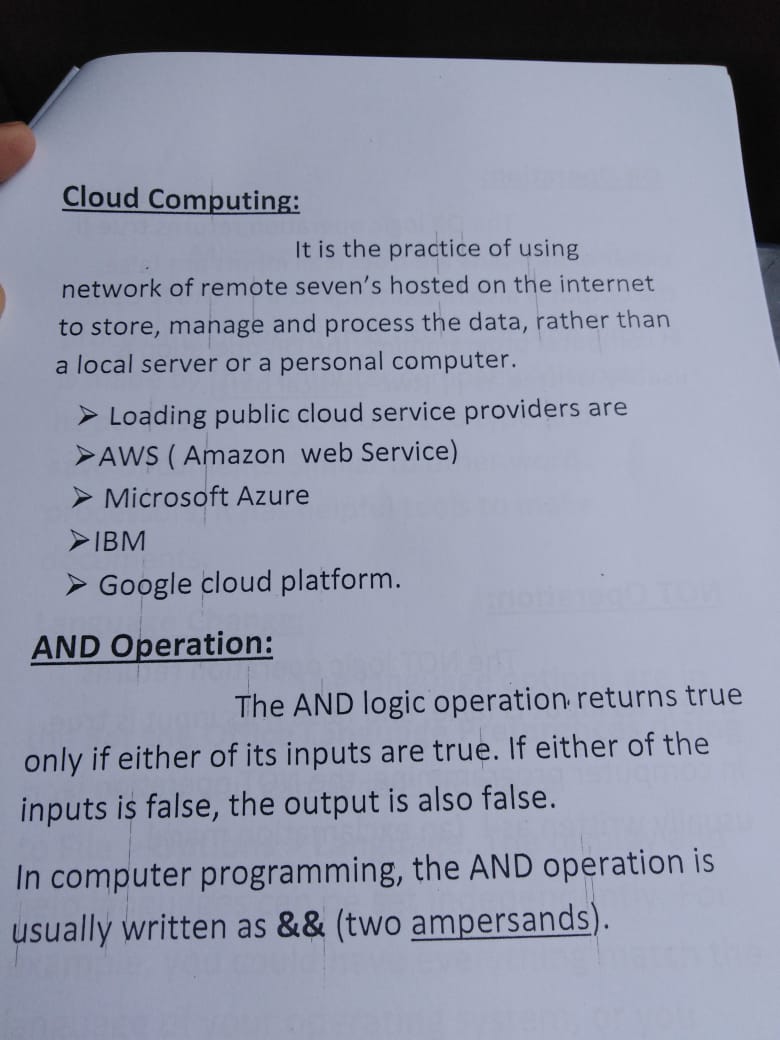 Cloud Computing:
It is the practice of using
network of remote seven's hosted on the internet
to store, manage and process the data, rather than
a local server or a personal computer.
➤ Loading public cloud service providers are
➤AWS ( Amazon web Service)
➤ Microsoft Azure
➤IBM
➤ Google cloud platform.
AND Operation:
The AND logic operation returns true
only if either of its inputs are true. If either of the
inputs is false, the output is also false.
In computer programming, the AND operation is
usually written as && (two ampersands).